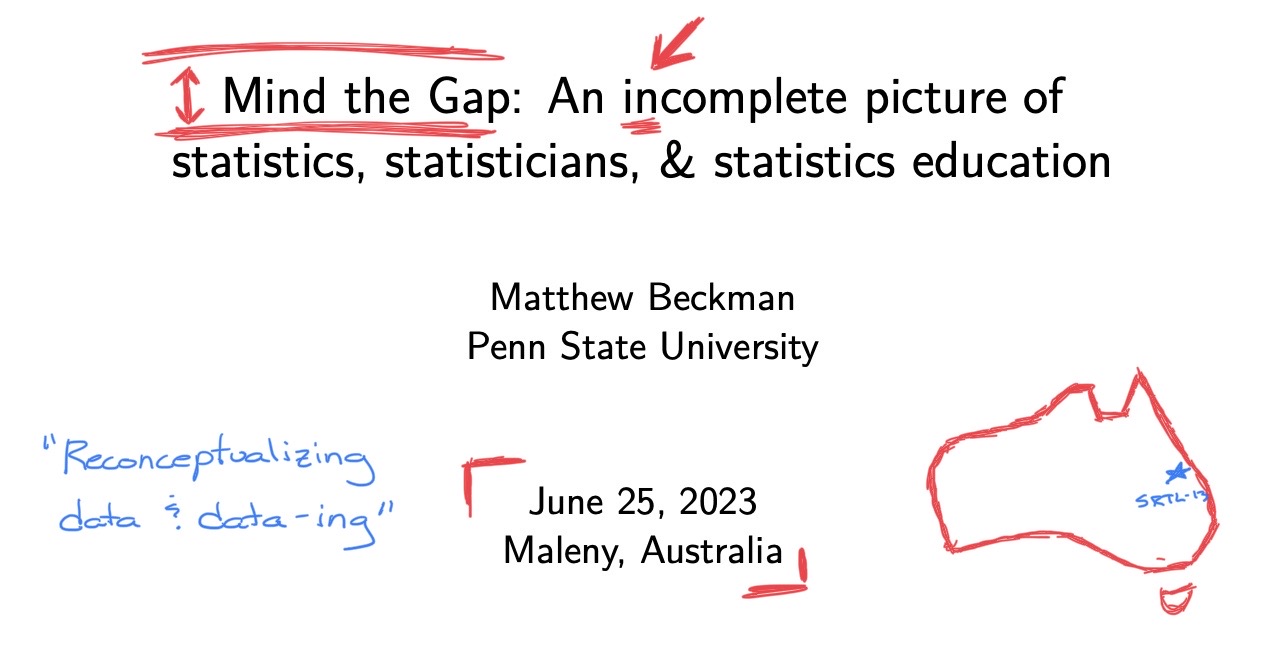 Mind the Gap: An incomplete picture of
statistics, statisticians, & statistics education
Matthew Beckman
Penn State University
"Reconceptualizing
data & data-ing"
June 25, 2023
Maleny, Australia
SRTL-13